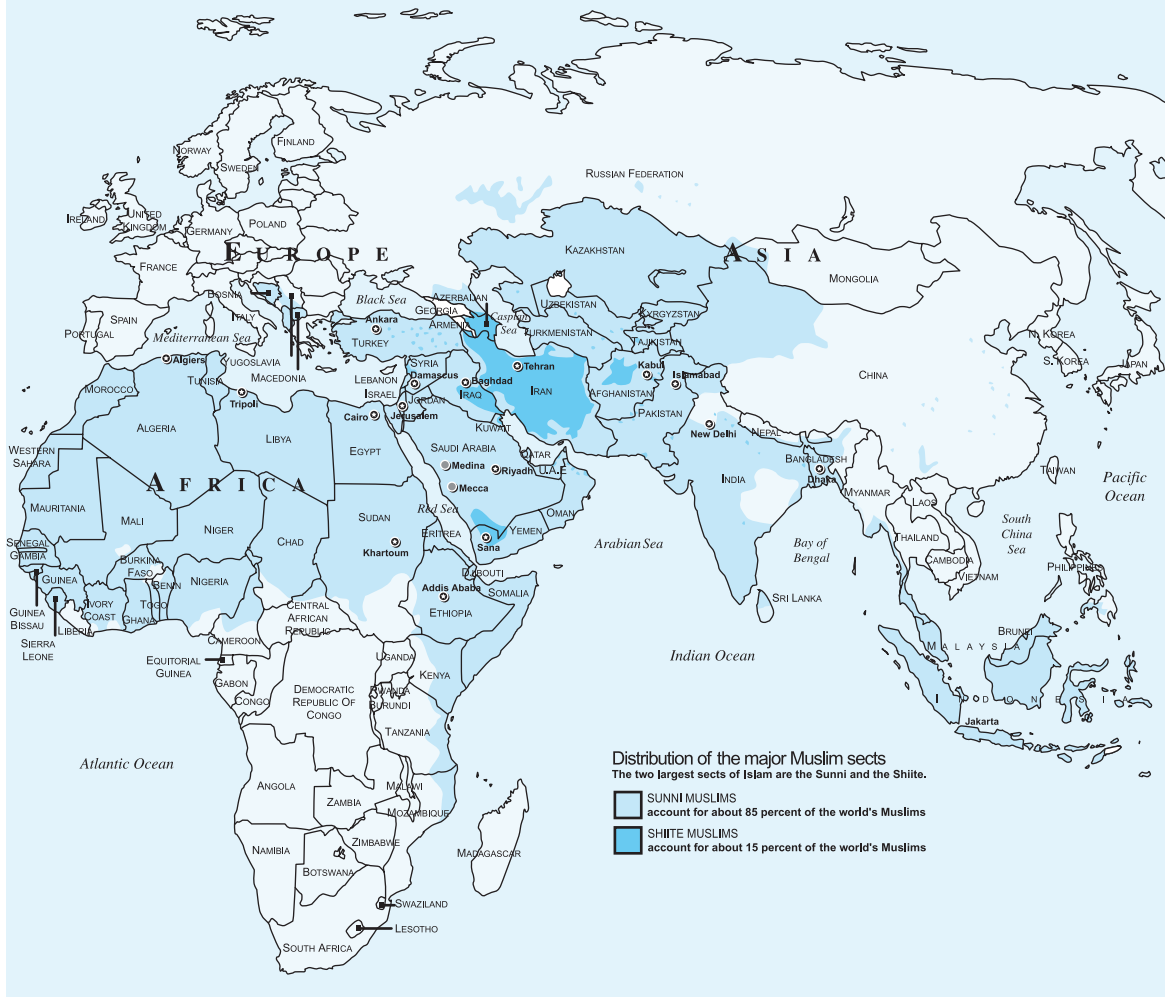 NORWAY
SWEDEN
FINLAND
RUSSIAN FEDERATION
IRELAND
UNITED
KINGDOM
GERMANY
POLAND
EUROPE
ASIA
FRANCE
KAZAKHSTAN
MONGOLIA
BOSNIA
Black Sea
AZERBAIJAN
GEORGIA
Caspian
Sea
UZBEKISTAN
KYRGYZSTAN
SPAIN
PORTUGAL
ITALY
Ankara
ARMENIA
TURKMENISTAN
TAJIKISTAN
N. KOREA
S. KOREA
JAPAN
Mediterranean Sea
TURKEY
Algiers
YUGOSLAVIA
MACEDONIA
TUNISIA
SYRIA
Damascus
LEBANON
ISRAEL
JORDAN
Jerusalem
Baghdad
IRAQ
Tehran
IRAN
Kabul
AFGHANISTAN
Islamabad
CHINA
MOROCCO
Tripoli
Cairo
KUWAIT
PAKISTAN
New Delhi
NEPAL
ALGERIA
LIBYA
EGYPT
SAUDI ARABIA
QATAR
Medina
Riyadh
U.A.E
BANGLADESH
Dhaka
INDIA
TAIWAN
WESTERN
SAHARA
AFRICA
Mecca
Red Sea
OMAN
MYANMAR
LAOS
Pacific
Ocean
MAURITANIA
MALI
NIGER
CHAD
SUDAN
Khartoum
ERITREA
YEMEN
Sana
Arabian Sea
Bay of
Bengal
THAILAND
CAMBODIA
VIETNAM
South
China
Sea
PHILIPPINES
SENEGAL
GAMBIA
BURKINA
FASO
GUINEA
BENIN
NIGERIA
DJIBOUTI
SOMALIA
Addis Ababa
ETHIOPIA
SRI LANKA
GUINEA
BISSAU
IVORY
COAST
TOGO
GHANA
SIERRA
LEONE
LIBERIA
CENTRAL
AFRICAN
REPUBLIC
CAMEROON
EQUITORIAL
GUINEA
UGANDA
KENYA
Indian Ocean
BRUNEI
MALAYSIA
INDONESIA
Jakarta
GABON
CONGO
DEMOCRATIC
REPUBLIC OF
CONGO
RWANDA
BURUNDI
TANZANIA
Atlantic Ocean
ANGOLA
ZAMBIA
MALAWI
MOZAMBIQUE
NAMIBIA
ZIMBABWE
BOTSWANA
MADAGASCAR
SWAZILAND
LESOTHO
SOUTH AFRICA
Distribution of the major Muslim sects
The two largest sects of Islam are the Sunni and the Shiite.
SUNNI MUSLIMS
account for about 85 percent of the world's Muslims
SHIITE MUSLIMS
account for about 15 percent of the world's Muslims